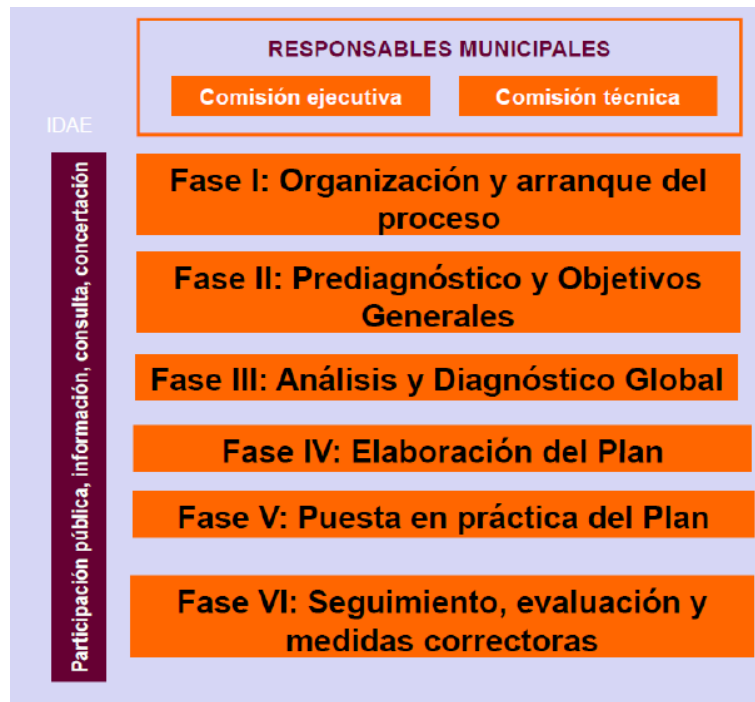 RESPONSABLES MUNICIPALES
Comisión ejecutiva
Comisión técnica
IDAE
Participación pública, información, consulta, concertación
Fase I: Organización y arranque del
proceso
Fase II: Prediagnóstico y Objetivos
Generales
Fase III: Análisis y Diagnóstico Global
Fase IV: Elaboración del Plan
Fase V: Puesta en práctica del Plan
Fase VI: Seguimiento, evaluación y
medidas correctoras